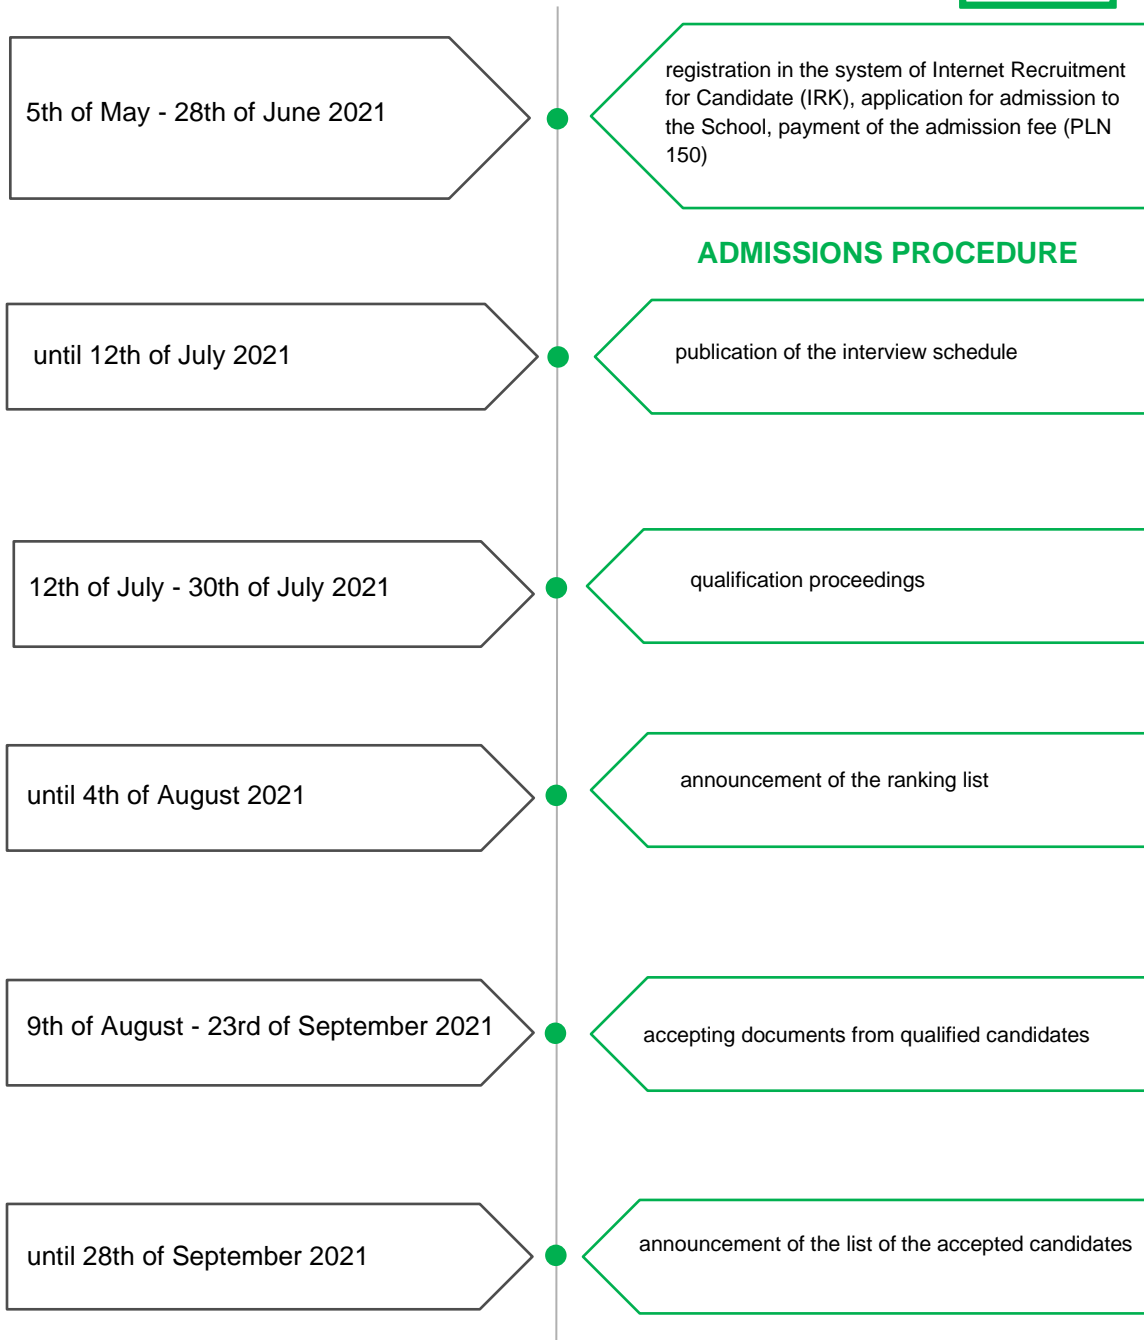 5th of May - 28th of June 2021
registration in the system of Internet Recruitment
for Candidate (IRK), application for admission to
the School, payment of the admission fee (PLN
150)
ADMISSIONS PROCEDURE
until 12th of July 2021
publication of the interview schedule
12th of July - 30th of July 2021
qualification proceedings
until 4th of August 2021
announcement of the ranking list
9th of August - 23rd of September 2021
accepting documents from qualified candidates
until 28th of September 2021
announcement of the list of the accepted candidates